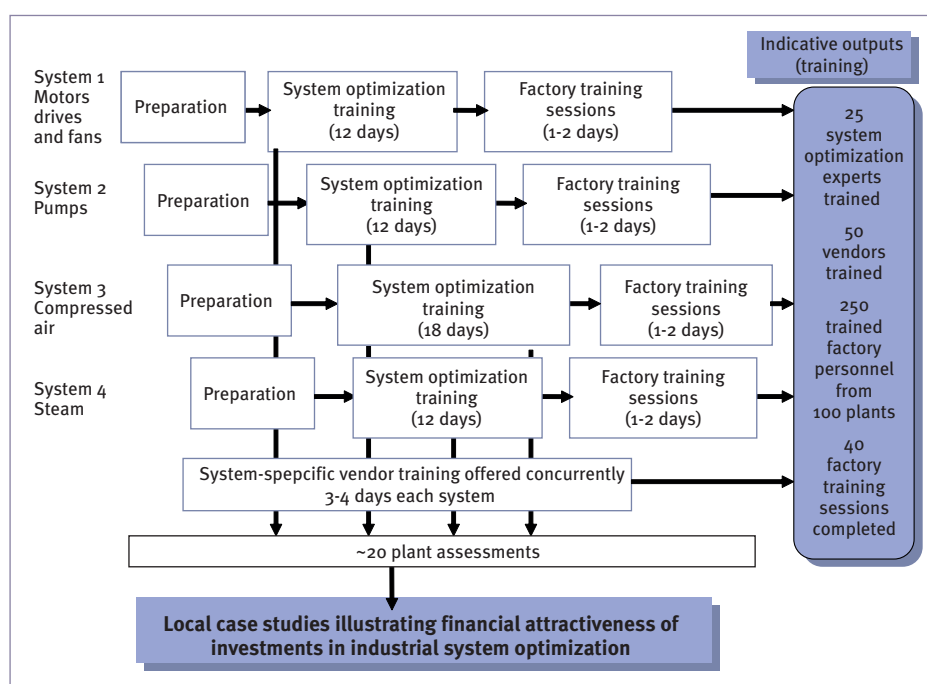 Indicative outputs
(training)
System 1
Motors
drives
and fans
Preparation
System optimization
training
(12 days)
Factory training
sessions
(1-2 days)
System 2
Pumps
Preparation
System optimization
training
(12 days)
Factory training
sessions
(1-2 days)
System 3
Compressed
air
Preparation
System optimization
training
(18 days)
Factory training
sessions
(1-2 days)
System 4
Steam
Preparation
System optimization
training
(12 days)
Factory training
sessions
(1-2 days)
25
system
optimization
experts
trained
50
vendors
trained
250
trained
factory
personnel
from
100 plants
40
factory
training
sessions
completed
System-spepcific vendor training offered concurrently
3-4 days each system
~20 plant assessments
Local case studies illustrating financial attractiveness of
investments in industrial system optimization